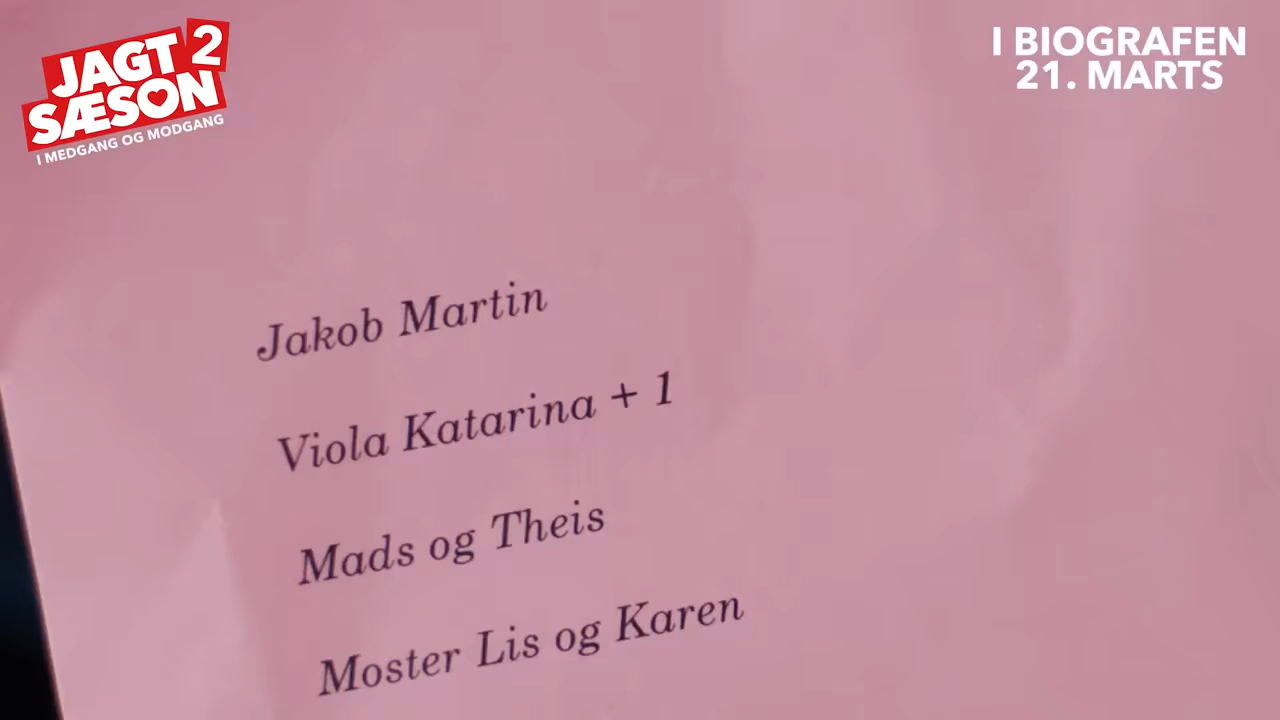 JAGT 2
SÆSON
I MEDGANG OG MODGANG
I BIOGRAFEN
21. MARTS
Jakob Martin
Viola Katarina + 1
Mads og Theis
Moster Lis og Karen